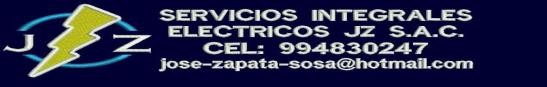 J Z
SERVICIOS INTEGRALES
ELECTRICOS JZ S.A.C.
CEL: 994830247
jose-zapata-sosa@hotmail.com